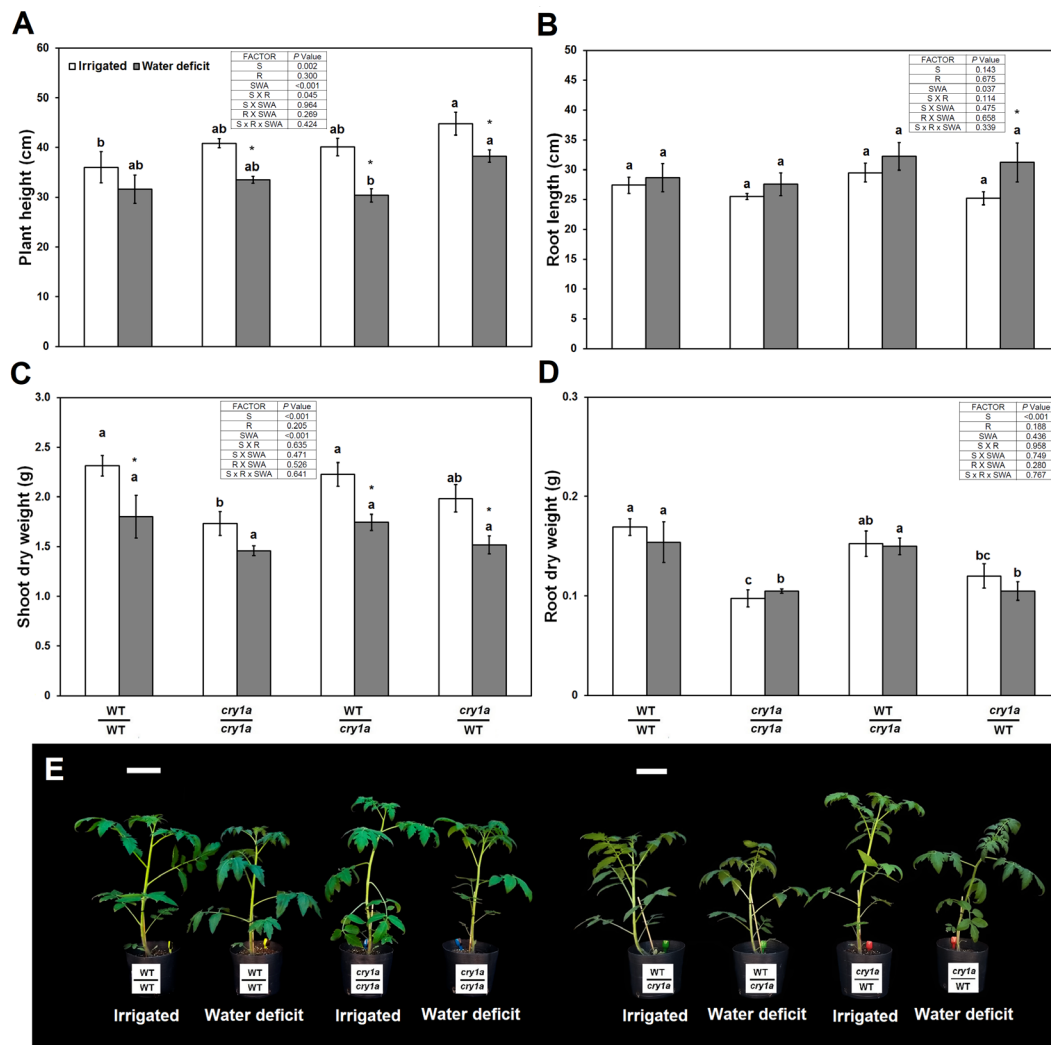 A
Plant height (cm)
60
50
40
30
20
10
0
Irrigated Water deficit
FACTOR P Value
S 0.002
R 0.300
SWA <0.001
S X R 0.045
S X SWA 0.964
R X SWA 0.269
S x R x SWA 0.424
b ab ab * ab ab * b a * a
B
Root length (cm)
50
45
40
35
30
25
20
15
10
5
0
FACTOR P Value
S 0.143
R 0.675
SWA 0.037
S X R 0.114
S X SWA 0.475
R X SWA 0.658
S x R x SWA 0.339
a a a a a a a * a
C
Shoot dry weight (g)
3.0
2.5
2.0
1.5
1.0
0.5
0
FACTOR P Value
S <0.001
R 0.205
SWA <0.001
S X R 0.635
S X SWA 0.471
R X SWA 0.526
S x R x SWA 0.641
a * a b a a * a ab * a
WT
WT
cry1a
cry1a
WT
cry1a
cry1a
WT
D
Root dry weight (g)
0.3
0.2
0.1
0
FACTOR P Value
S <0.001
R 0.188
SWA 0.436
S X R 0.958
S X SWA 0.749
R X SWA 0.280
S x R x SWA 0.767
a a c b ab a bc b
WT
WT
cry1a
cry1a
WT
cry1a
cry1a
WT
E
WT
WT
WT
WT
cry1a
cry1a
cry1a
cry1a
WT
cry1a
WT
cry1a
cry1a
WT
cry1a
WT
Irrigated Water deficit Irrigated Water deficit Irrigated Water deficit Irrigated Water deficit